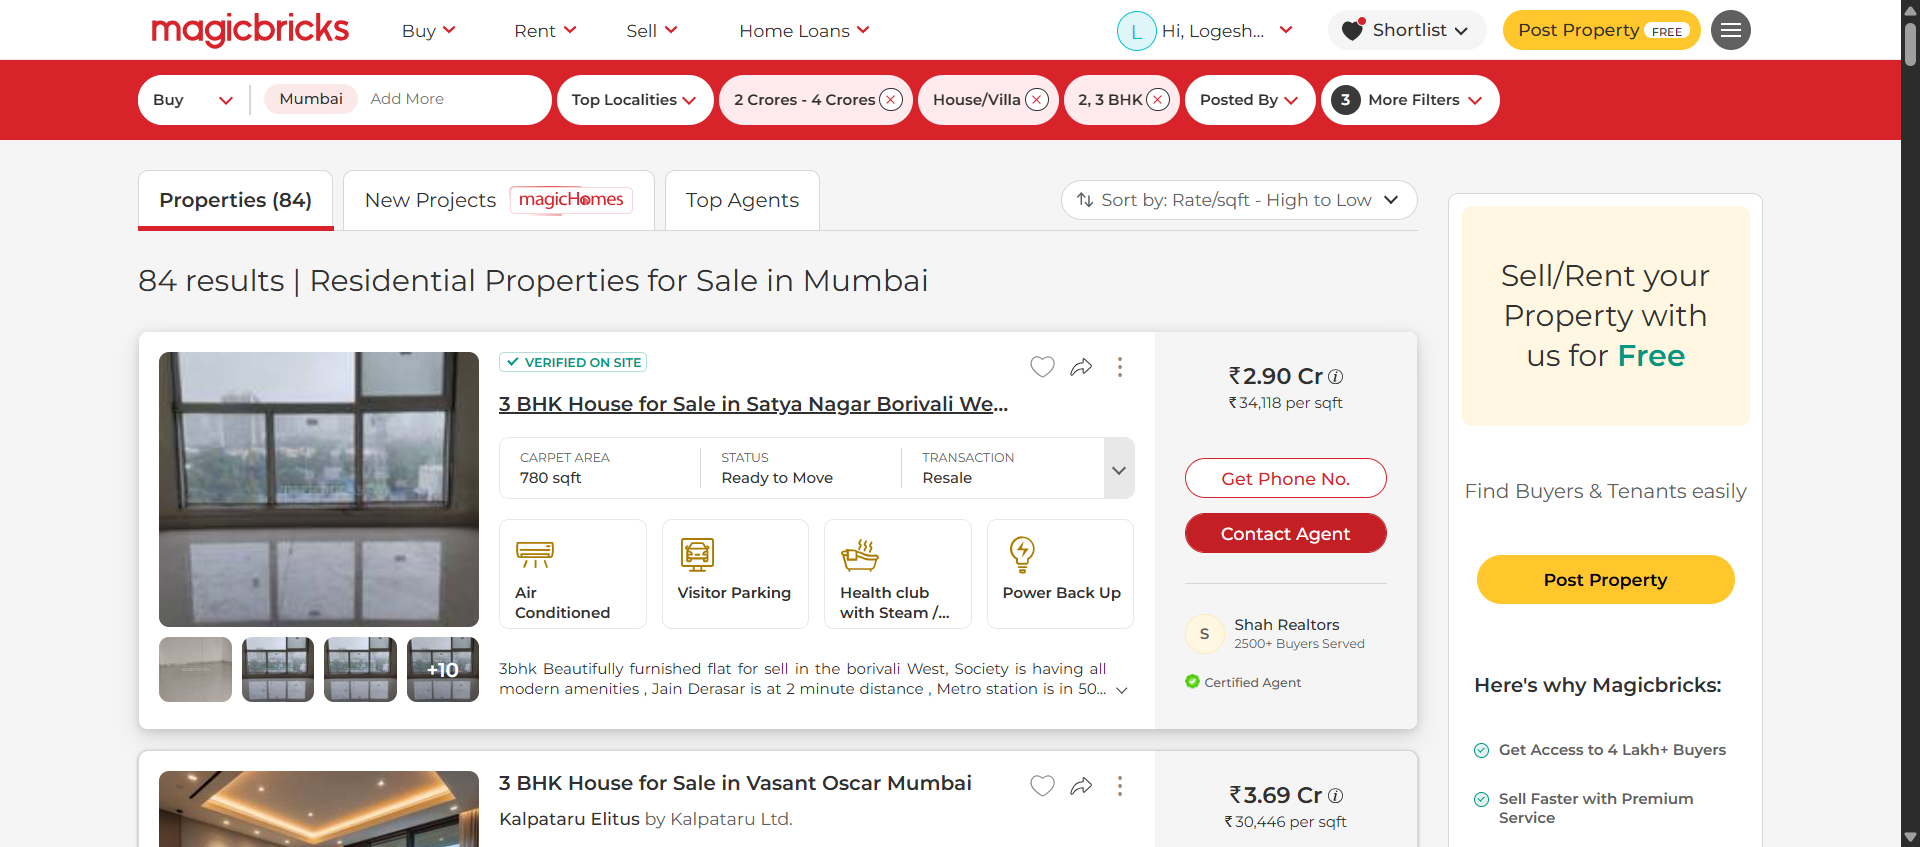 magicbricks
Buy
Rent
Sell
Home Loans
L
Hi, Logesh...
Shortlist
Post Property FREE
Buy
Mumbai
Add More
Top Localities
2 Crores - 4 Crores
House/Villa
2, 3 BHK
Posted By
3 More Filters
Properties (84)
New Projects
magicHomes
Top Agents
Sort by: Rate/sqft - High to Low
84 results | Residential Properties for Sale in Mumbai
VERIFIED ON SITE
3 BHK House for Sale in Satya Nagar Borivali We...
CARPET AREA
780 sqft
STATUS
Ready to Move
TRANSACTION
Resale
Air
Conditioned
Visitor Parking
Health club
with Steam /...
Power Back Up
+10
3bhk Beautifully furnished flat for sell in the borivali West, Society is having all
modern amenities , Jain Derasar is at 2 minute distance , Metro station is in 50...
₹2.90 Cr
₹34,118 per sqft
Get Phone No.
Contact Agent
S
Shah Realtors
2500+ Buyers Served
Certified Agent
3 BHK House for Sale in Vasant Oscar Mumbai
Kalpataru Elitus by Kalpataru Ltd.
₹3.69 Cr
₹30,446 per sqft
Sell/Rent your
Property with
us for Free
Find Buyers & Tenants easily
Post Property
Here's why Magicbricks:
Get Access to 4 Lakh+ Buyers
Sell Faster with Premium
Service